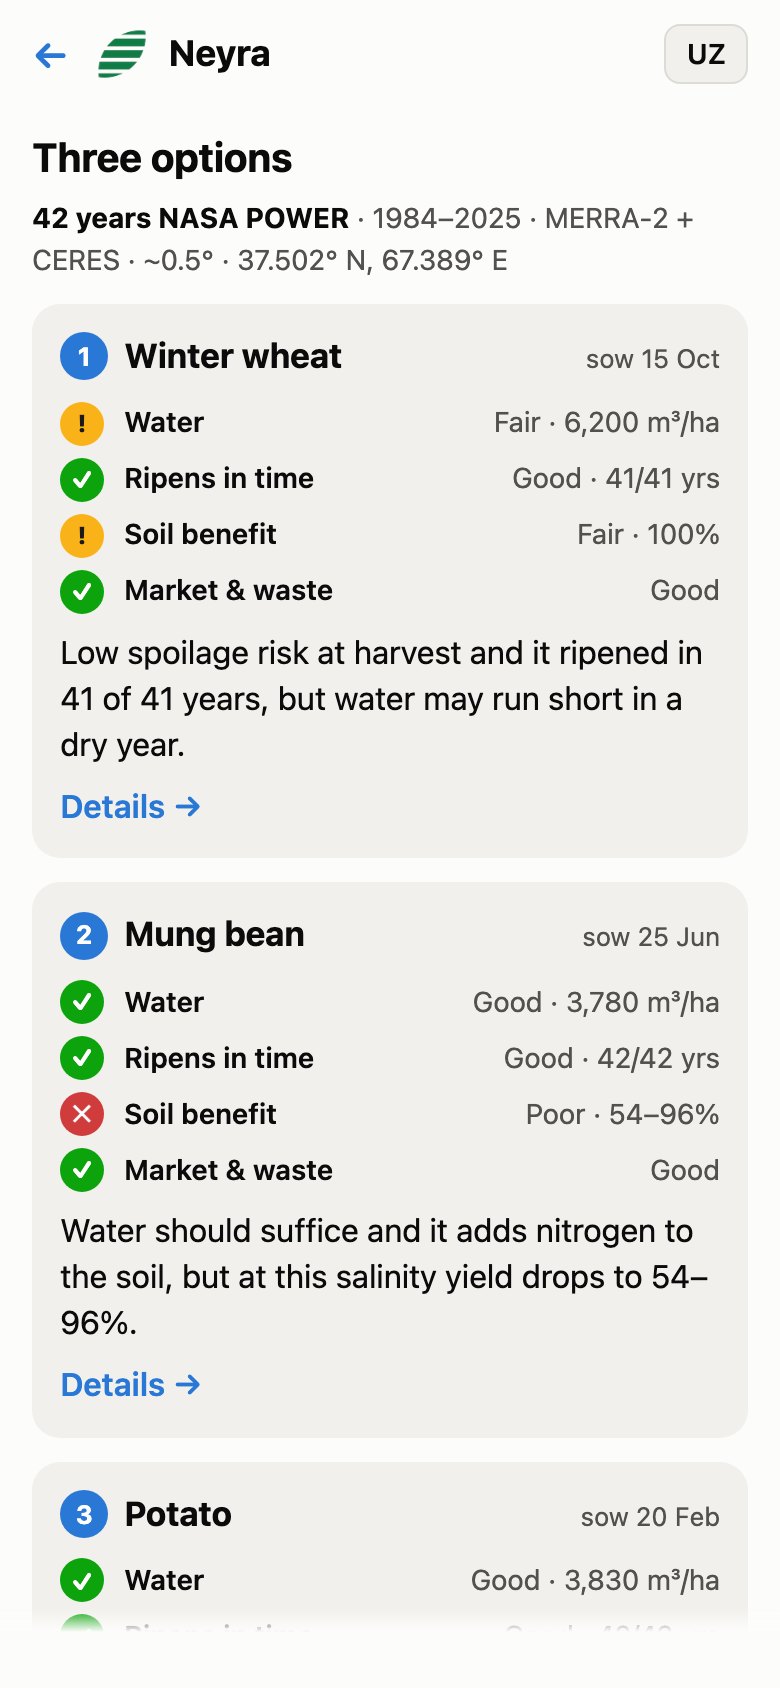 Neyra
UZ
Three options
42 years NASA POWER · 1984–2025 · MERRA-2 +
CERES · ~0.5° · 37.502° N, 67.389° E
1 Winter wheat sow 15 Oct
! Water Fair · 6,200 m³/ha
Ripens in time Good · 41/41 yrs
! Soil benefit Fair · 100%
Market & waste Good
Low spoilage risk at harvest and it ripened in
41 of 41 years, but water may run short in a
dry year.
Details →
2 Mung bean sow 25 Jun
Water Good · 3,780 m³/ha
Ripens in time Good · 42/42 yrs
Soil benefit Poor · 54–96%
Market & waste Good
Water should suffice and it adds nitrogen to
the soil, but at this salinity yield drops to 54–
96%.
Details →
3 Potato sow 20 Feb
Water Good · 3,830 m³/ha